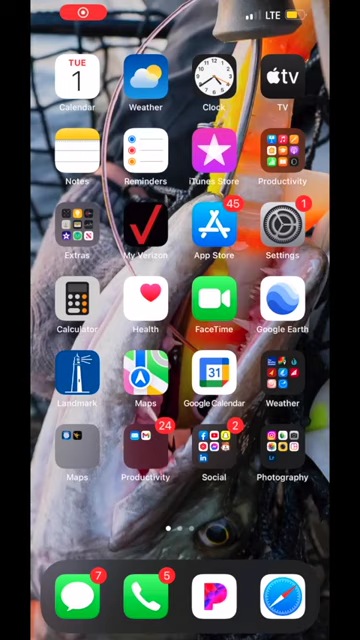 LTE
TUE
1
Calendar
Weather
Clock
tv
TV
Notes
Reminders
iTunes Store
Productivity
Extras
My Verizon
45
App Store
1
Settings
Calculator
Health
FaceTime
Google Earth
Landmark
Maps
31
Google Calendar
Weather
Maps
24
Productivity
2
Social
Photography
7
5